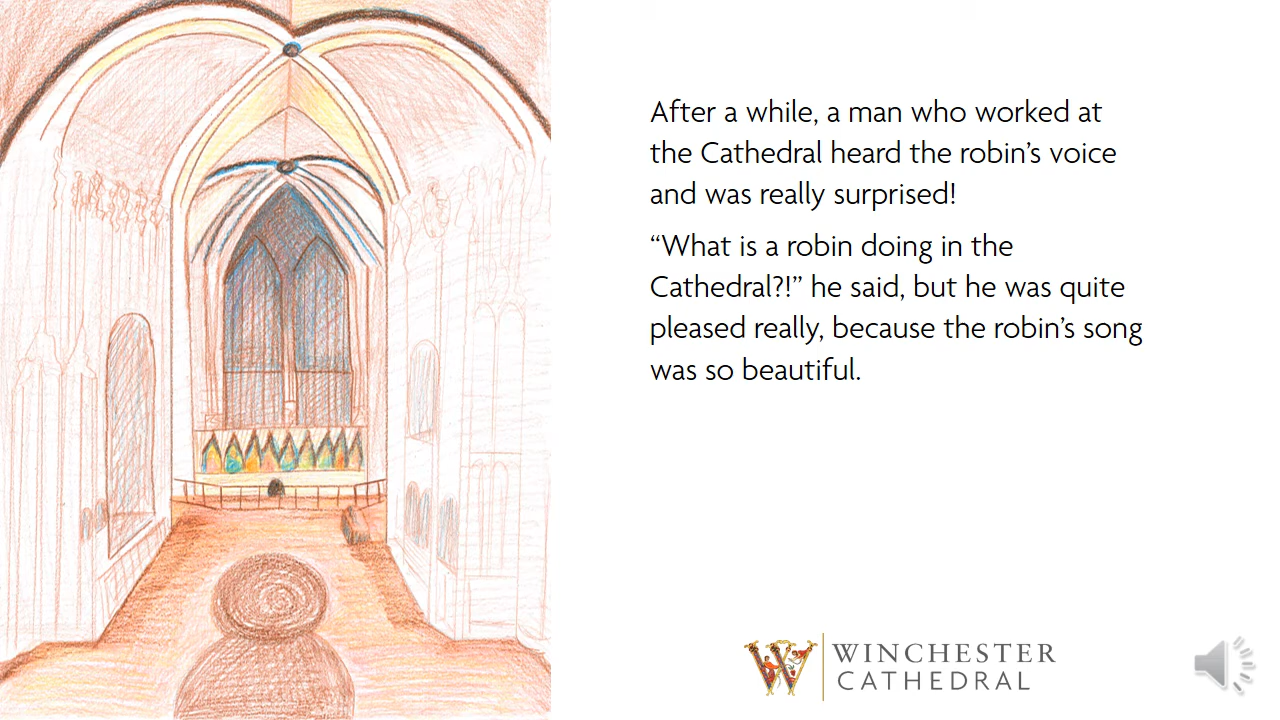 After a while, a man who worked at
the Cathedral heard the robin’s voice
and was really surprised!
“What is a robin doing in the
Cathedral?!” he said, but he was quite
pleased really, because the robin’s song
was so beautiful.
WINCHESTER
CATHEDRAL